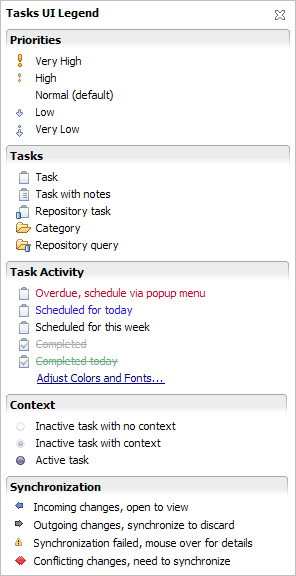 Tasks UI Legend
Priorities
Very High
High
Normal (default)
Low
Very Low
Tasks
Task
Task with notes
Repository task
Category
Repository query
Task Activity
Overdue, schedule via popup menu
Scheduled for today
Scheduled for this week
Completed
Completed today
Adjust Colors and Fonts...
Context
Inactive task with no context
Inactive task with context
Active task
Synchronization
Incoming changes, open to view
Outgoing changes, synchronize to discard
Synchronization failed, mouse over for details
Conflicting changes, need to synchronize